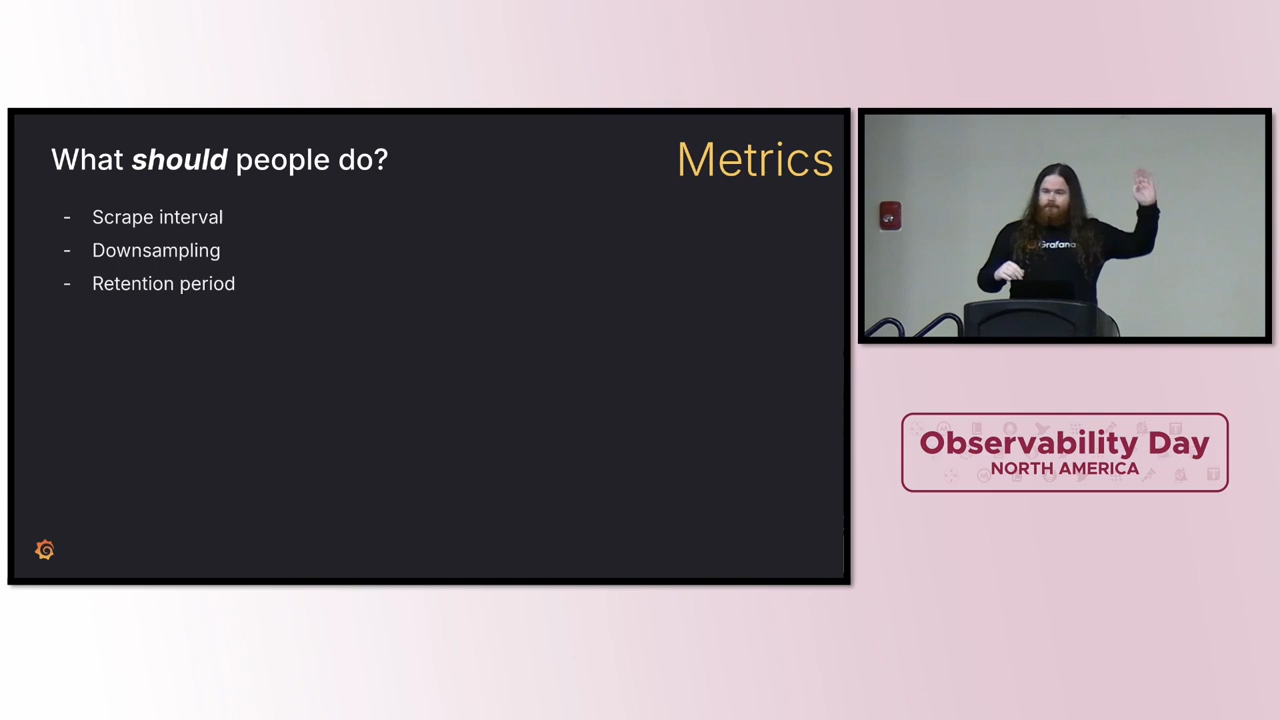 What should people do?
Metrics
- Scrape interval
- Downsampling
- Retention period
Grafana
Observability Day
NORTH AMERICA